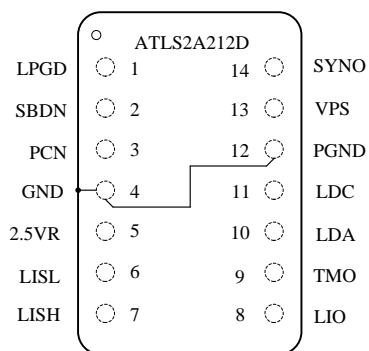 ATLS2A212D
LPGD 1 14 SYNO
SBDN 2 13 VPS
PCN 3 12 PGND
GND 4 11 LDC
2.5VR 5 10 LDA
LISL 6 9 TMO
LISH 7 8 LIO